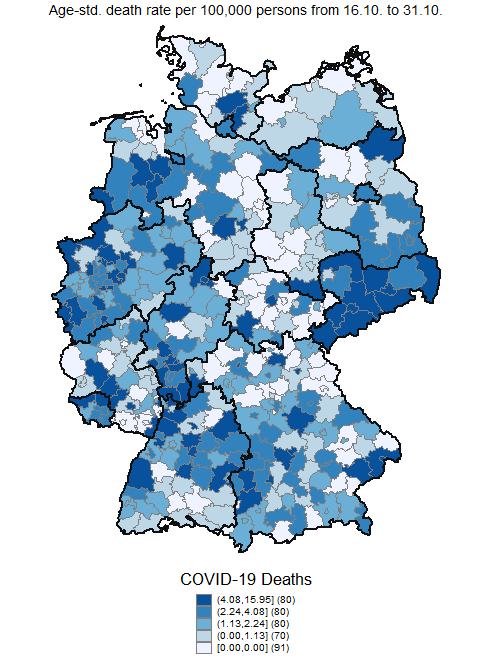 Age-std. death rate per 100,000 persons from 16.10. to 31.10.
COVID-19 Deaths
(4.08,15.95] (80)
(2.24,4.08] (80)
(1.13,2.24] (80)
(0.00,1.13] (70)
[0.00,0.00] (91)